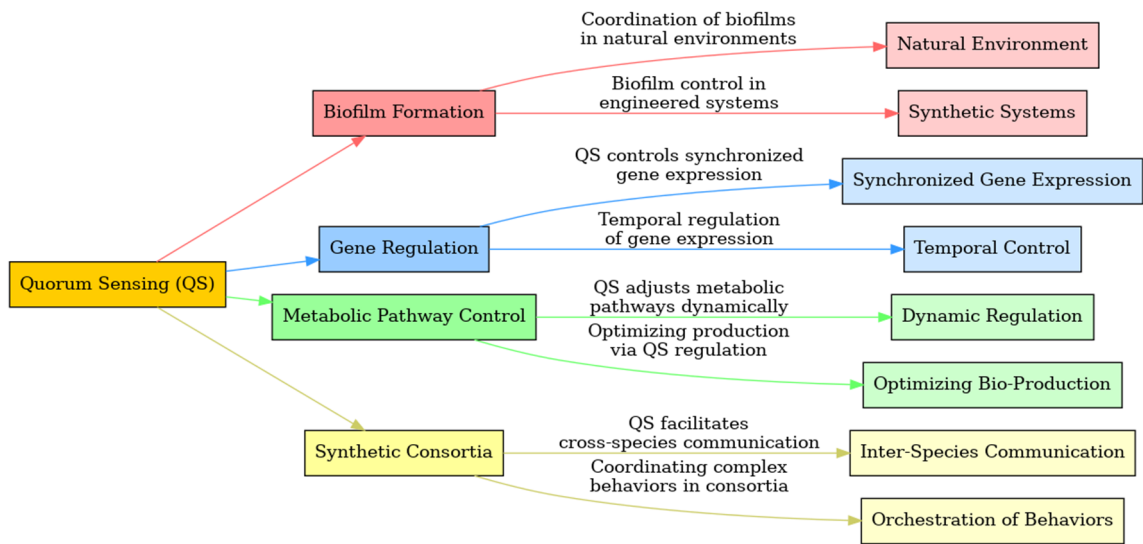 Quorum Sensing (QS)
Biofilm Formation
Coordination of biofilms
in natural environments
Natural Environment
Biofilm control in
engineered systems
Synthetic Systems
Gene Regulation
QS controls synchronized
gene expression
Synchronized Gene Expression
Temporal regulation
of gene expression
Temporal Control
Metabolic Pathway Control
QS adjusts metabolic
pathways dynamically
Dynamic Regulation
Optimizing production
via QS regulation
Optimizing Bio-Production
Synthetic Consortia
QS facilitates
cross-species communication
Inter-Species Communication
Coordinating complex
behaviors in consortia
Orchestration of Behaviors